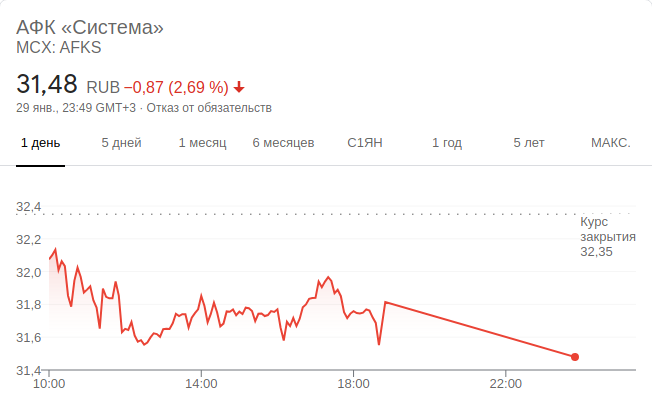 АФК «Система»
MCX: AFKS
31,48 RUB −0,87 (2,69 %)
29 янв., 23:49 GMT+3 · Отказ от обязательств
1 день 5 дней 1 месяц 6 месяцев С1ЯН 1 год 5 лет МАКС.
32,4
Курс
закрытия
32,35
32,2
32,0
31,8
31,6
31,4
10:00 14:00 18:00 22:00